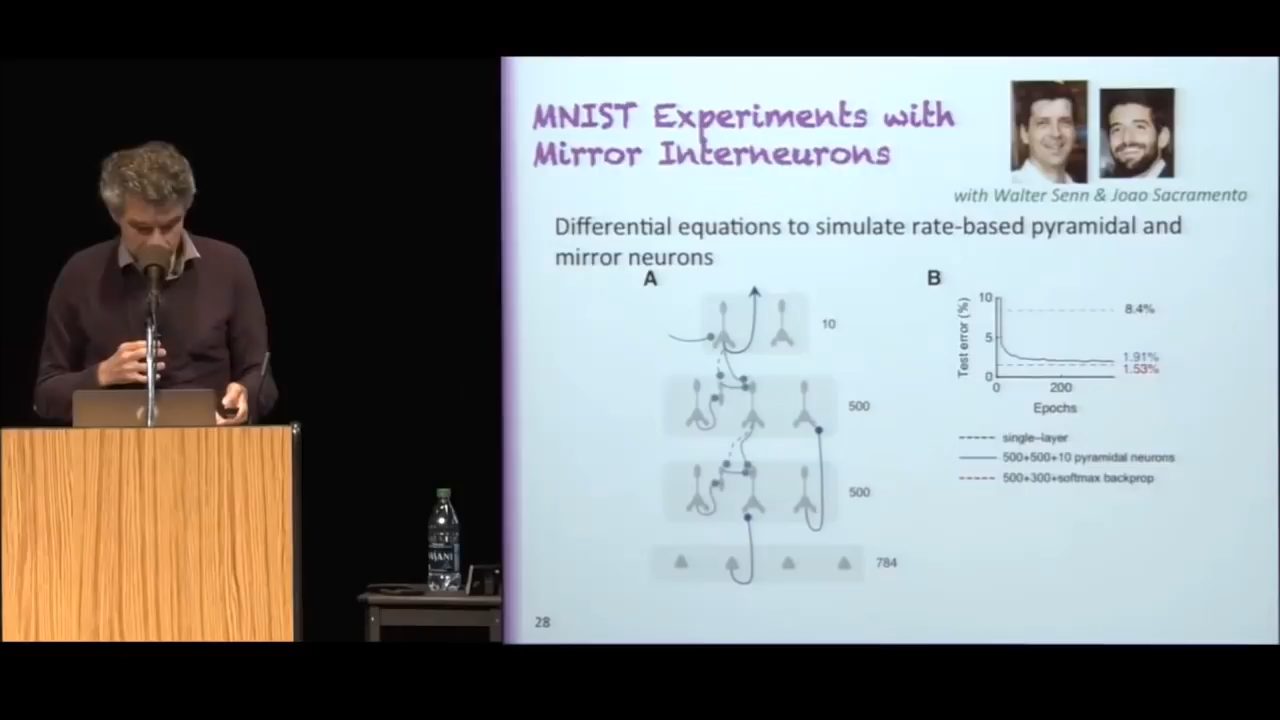 MNIST Experiments with
Mirror Interneurons
with Walter Senn & Joao Sacramento
Differential equations to simulate rate-based pyramidal and
mirror neurons
A
10
500
500
784
B
Test error (%)
10
5
0
8.4%
1.91%
1.53%
0
200
Epochs
single-layer
500+500+10 pyramidal neurons
500+300+softmax backprop
28